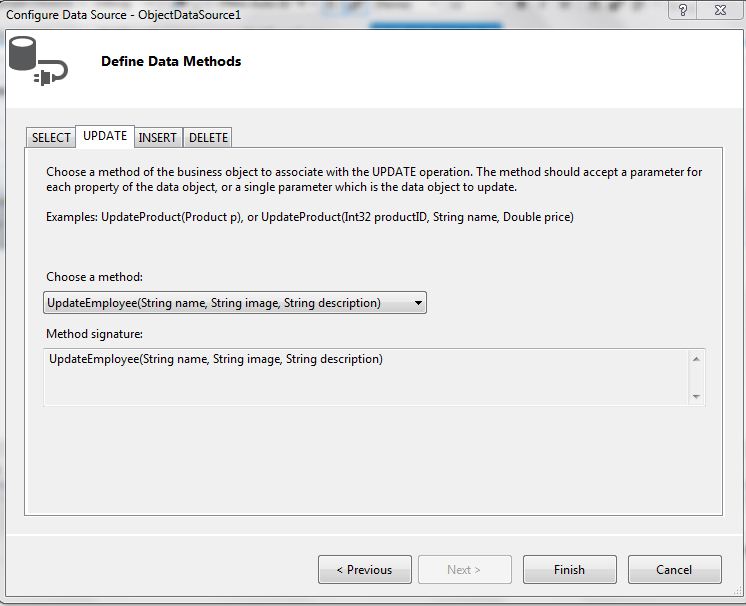 Configure Data Source - ObjectDataSource1
Define Data Methods
SELECT UPDATE INSERT DELETE
Choose a method of the business object to associate with the UPDATE operation. The method should accept a parameter for
each property of the data object, or a single parameter which is the data object to update.
Examples: UpdateProduct(Product p), or UpdateProduct(Int32 productID, String name, Double price)
Choose a method:
UpdateEmployee(String name, String image, String description)
Method signature:
UpdateEmployee(String name, String image, String description)
< Previous Next > Finish Cancel